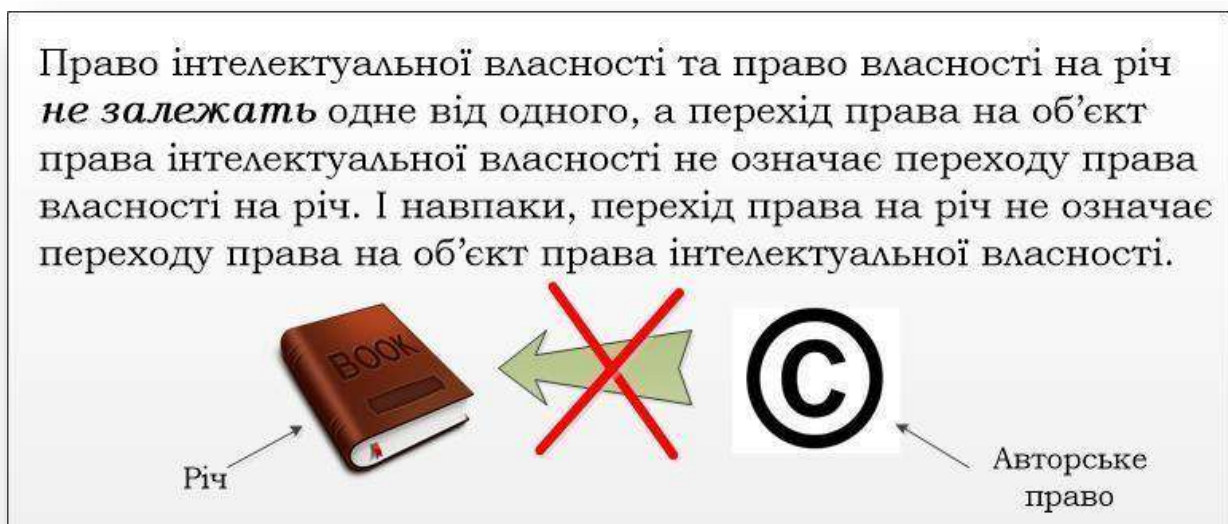 Право інтелектуальної власності та право власності на річ
не залежать одне від одного, а перехід права на об’єкт
права інтелектуальної власності не означає переходу права
власності на річ. І навпаки, перехід права на річ не означає
переходу права на об’єкт права інтелектуальної власності.
BOOK
©
Річ
Авторське
право